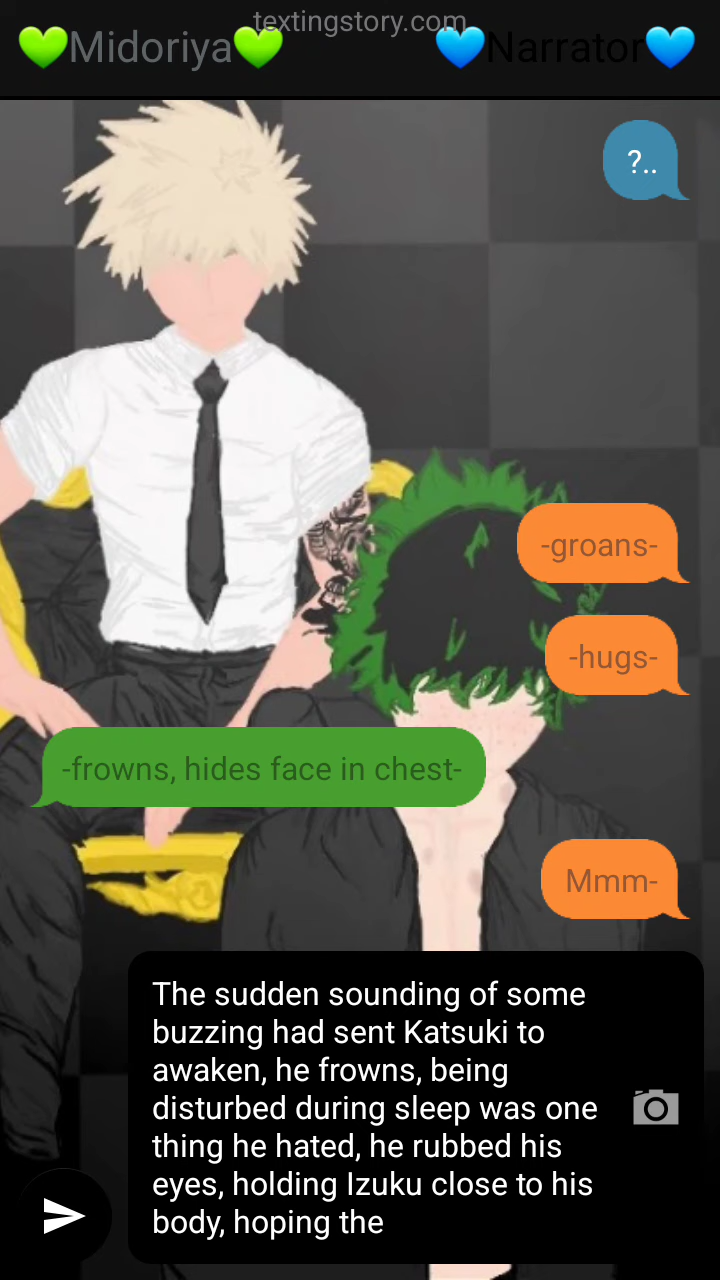 textingstory.com
💚Midoriya💚
💙Narrator💙
?..
-groans-
-hugs-
-frowns, hides face in chest-
Mmm-
The sudden sounding of some
buzzing had sent Katsuki to
awaken, he frowns, being
disturbed during sleep was one
thing he hated, he rubbed his
eyes, holding Izuku close to his
body, hoping the